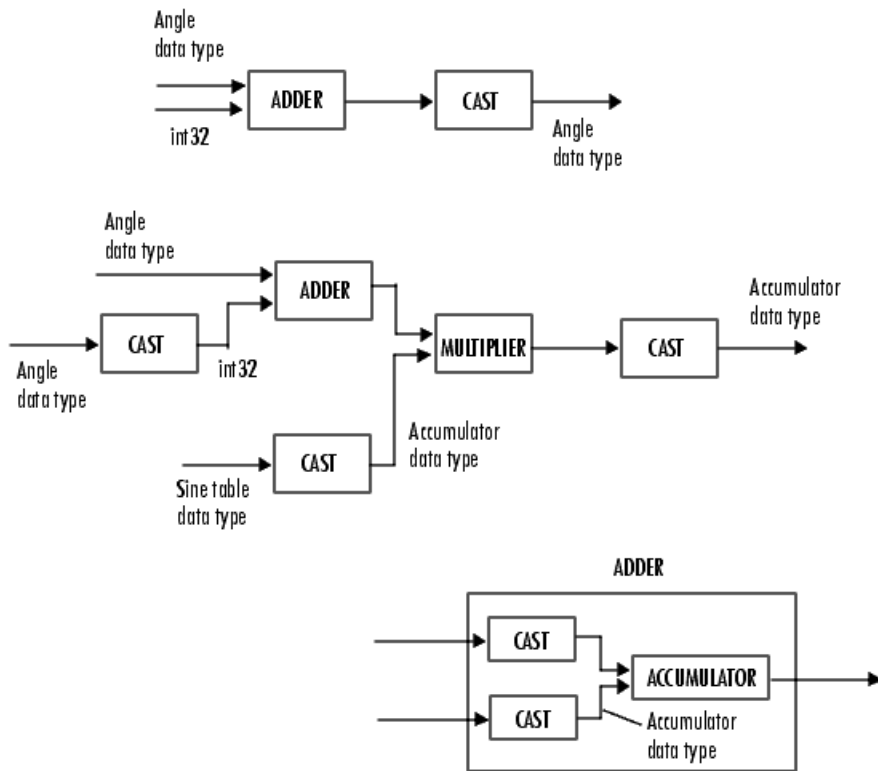 Angle
data type
ADDER
CAST
int32
Angle
data type
Angle
data type
ADDER
Accumulator
data type
CAST
MULTIPLIER
CAST
Angle
data type
int32
CAST
Accumulator
data type
Sine table
data type
ADDER
CAST
ACCUMULATOR
CAST
Accumulator
data type